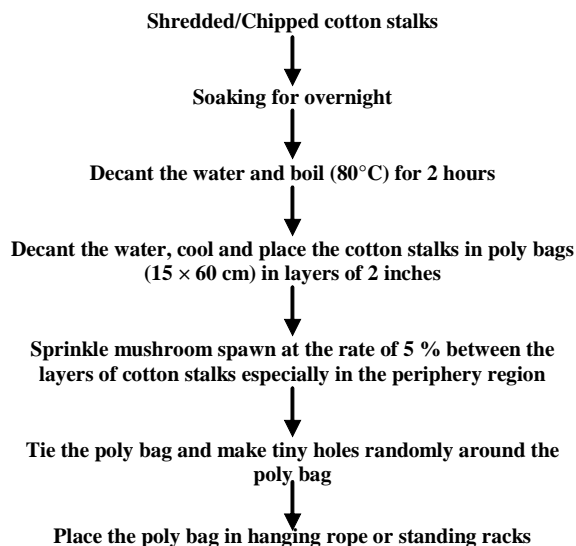 Shredded/Chipped cotton stalks
Soaking for overnight
Decant the water and boil (80°C) for 2 hours
Decant the water, cool and place the cotton stalks in poly bags
(15 × 60 cm) in layers of 2 inches
Sprinkle mushroom spawn at the rate of 5 % between the
layers of cotton stalks especially in the periphery region
Tie the poly bag and make tiny holes randomly around the
poly bag
Place the poly bag in hanging rope or standing racks